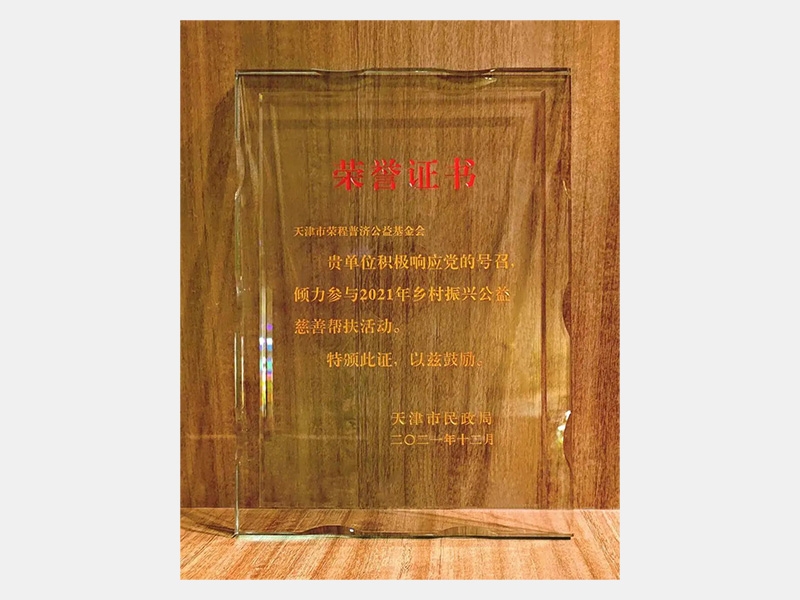 荣誉证书
天津市荣程普济公益基金会
贵单位积极响应党的号召，
倾力参与2021年乡村振兴公益
慈善帮扶活动。
特颁此证，以兹鼓励。
天津市民政局
二〇二一年十二月